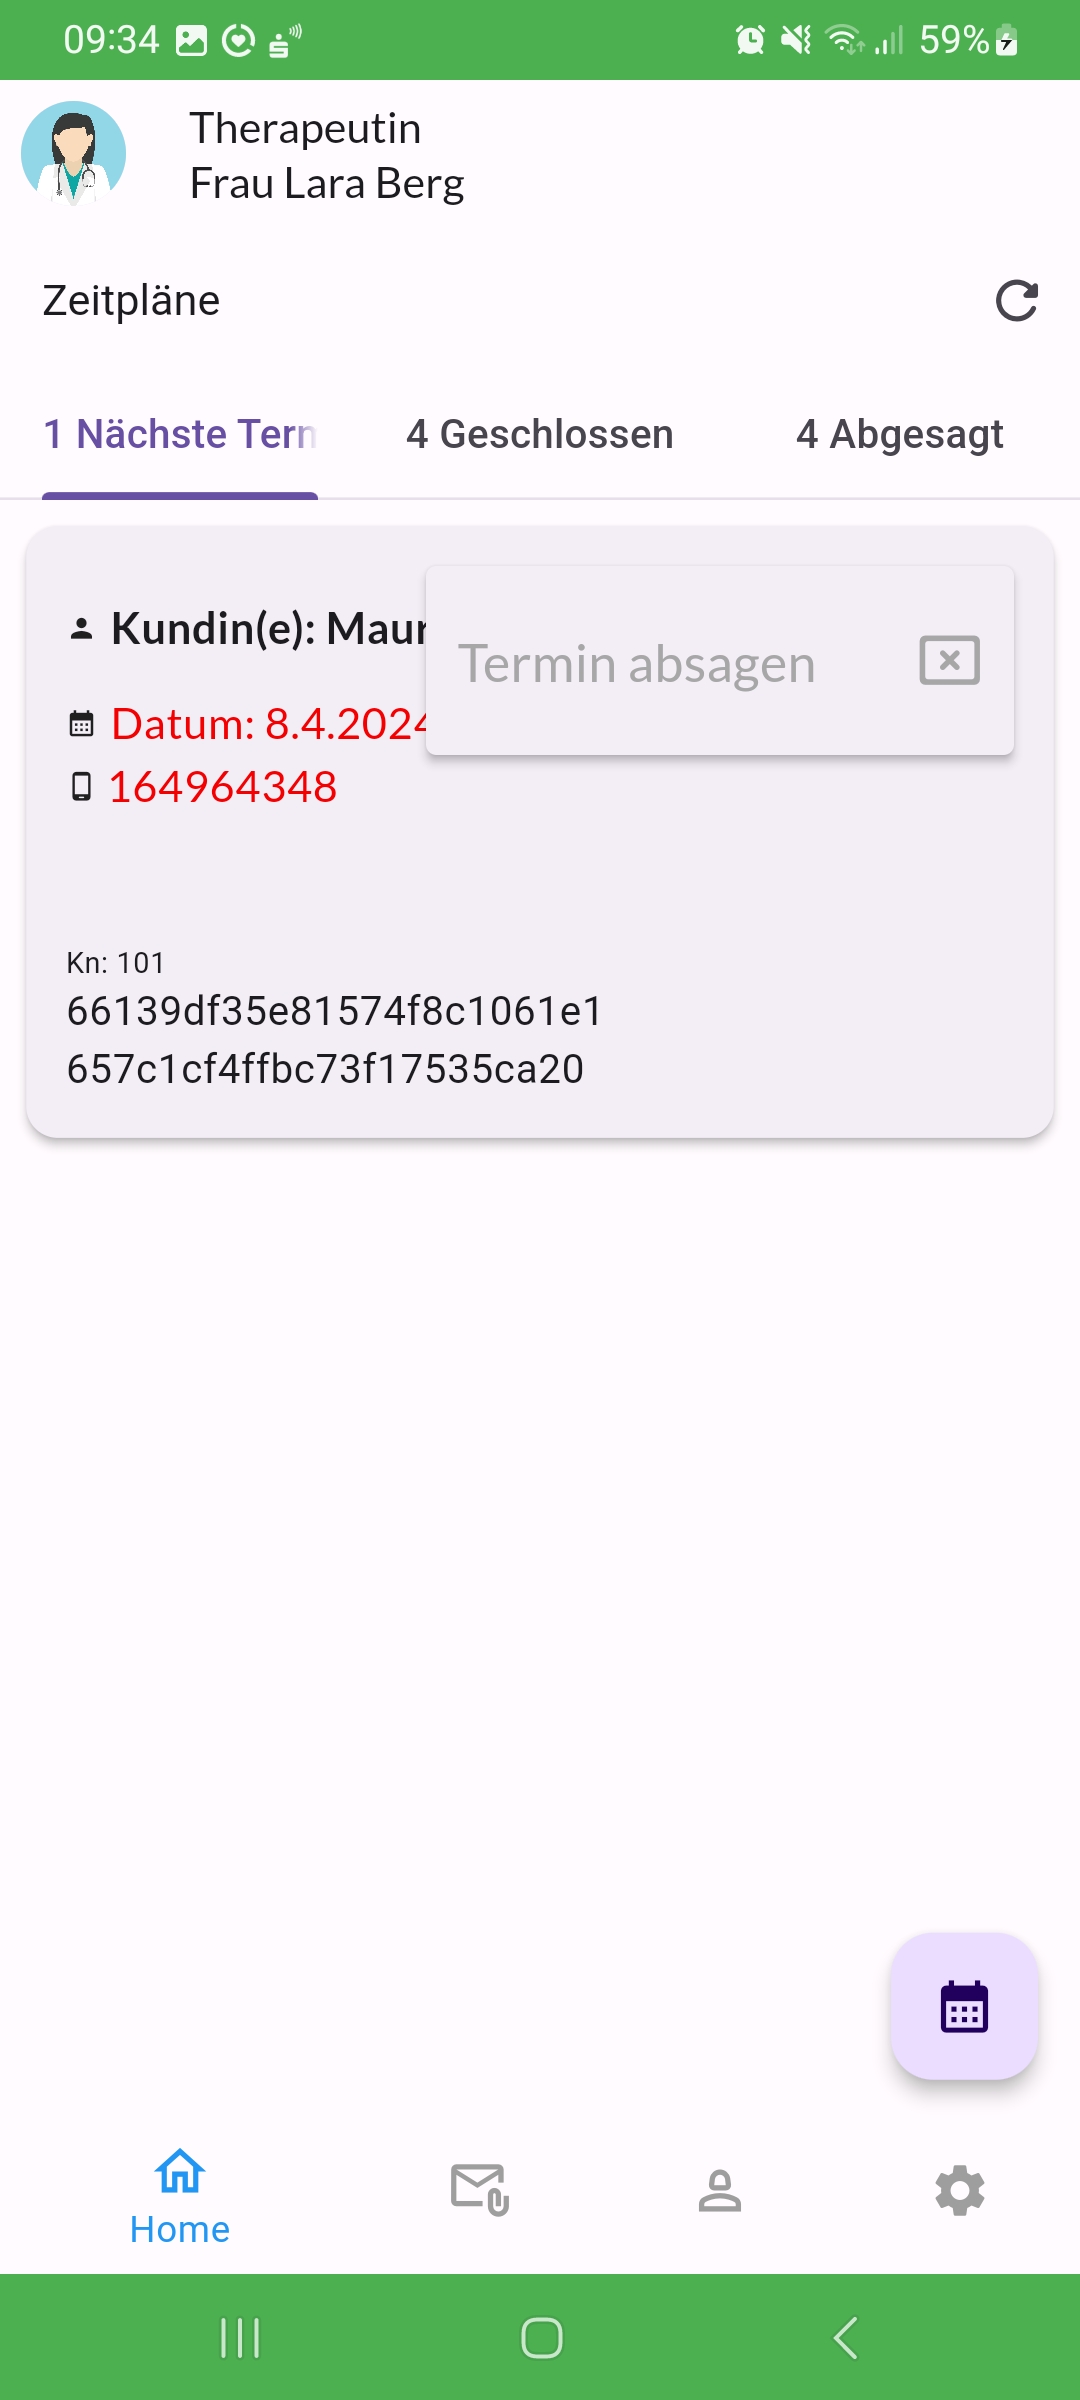 09:34 59%
Therapeutin
Frau Lara Berg
Zeitpläne
1 Nächste Term
4 Geschlossen
4 Abgesagt
Kundin(e): Maur
Termin absagen
Datum: 8.4.2024
164964348
Kn: 101
66139df35e81574f8c1061e1
657c1cf4ffbc73f17535ca20
Home